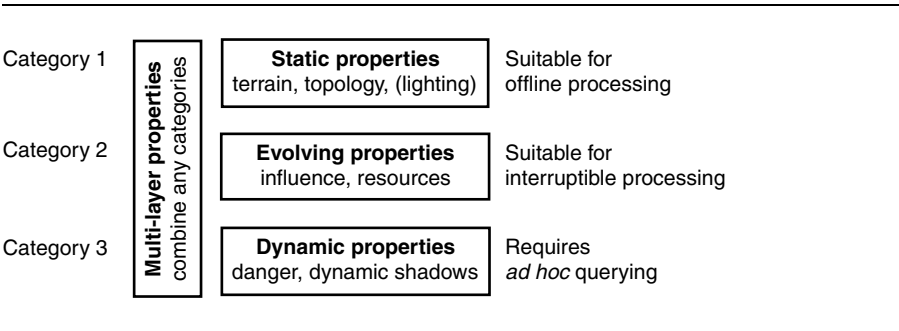 Category 1
Multi-layer properties
combine any categories
Static properties
terrain, topology, (lighting)
Suitable for
offline processing
Category 2
Evolving properties
influence, resources
Suitable for
interruptible processing
Category 3
Dynamic properties
danger, dynamic shadows
Requires
ad hoc querying